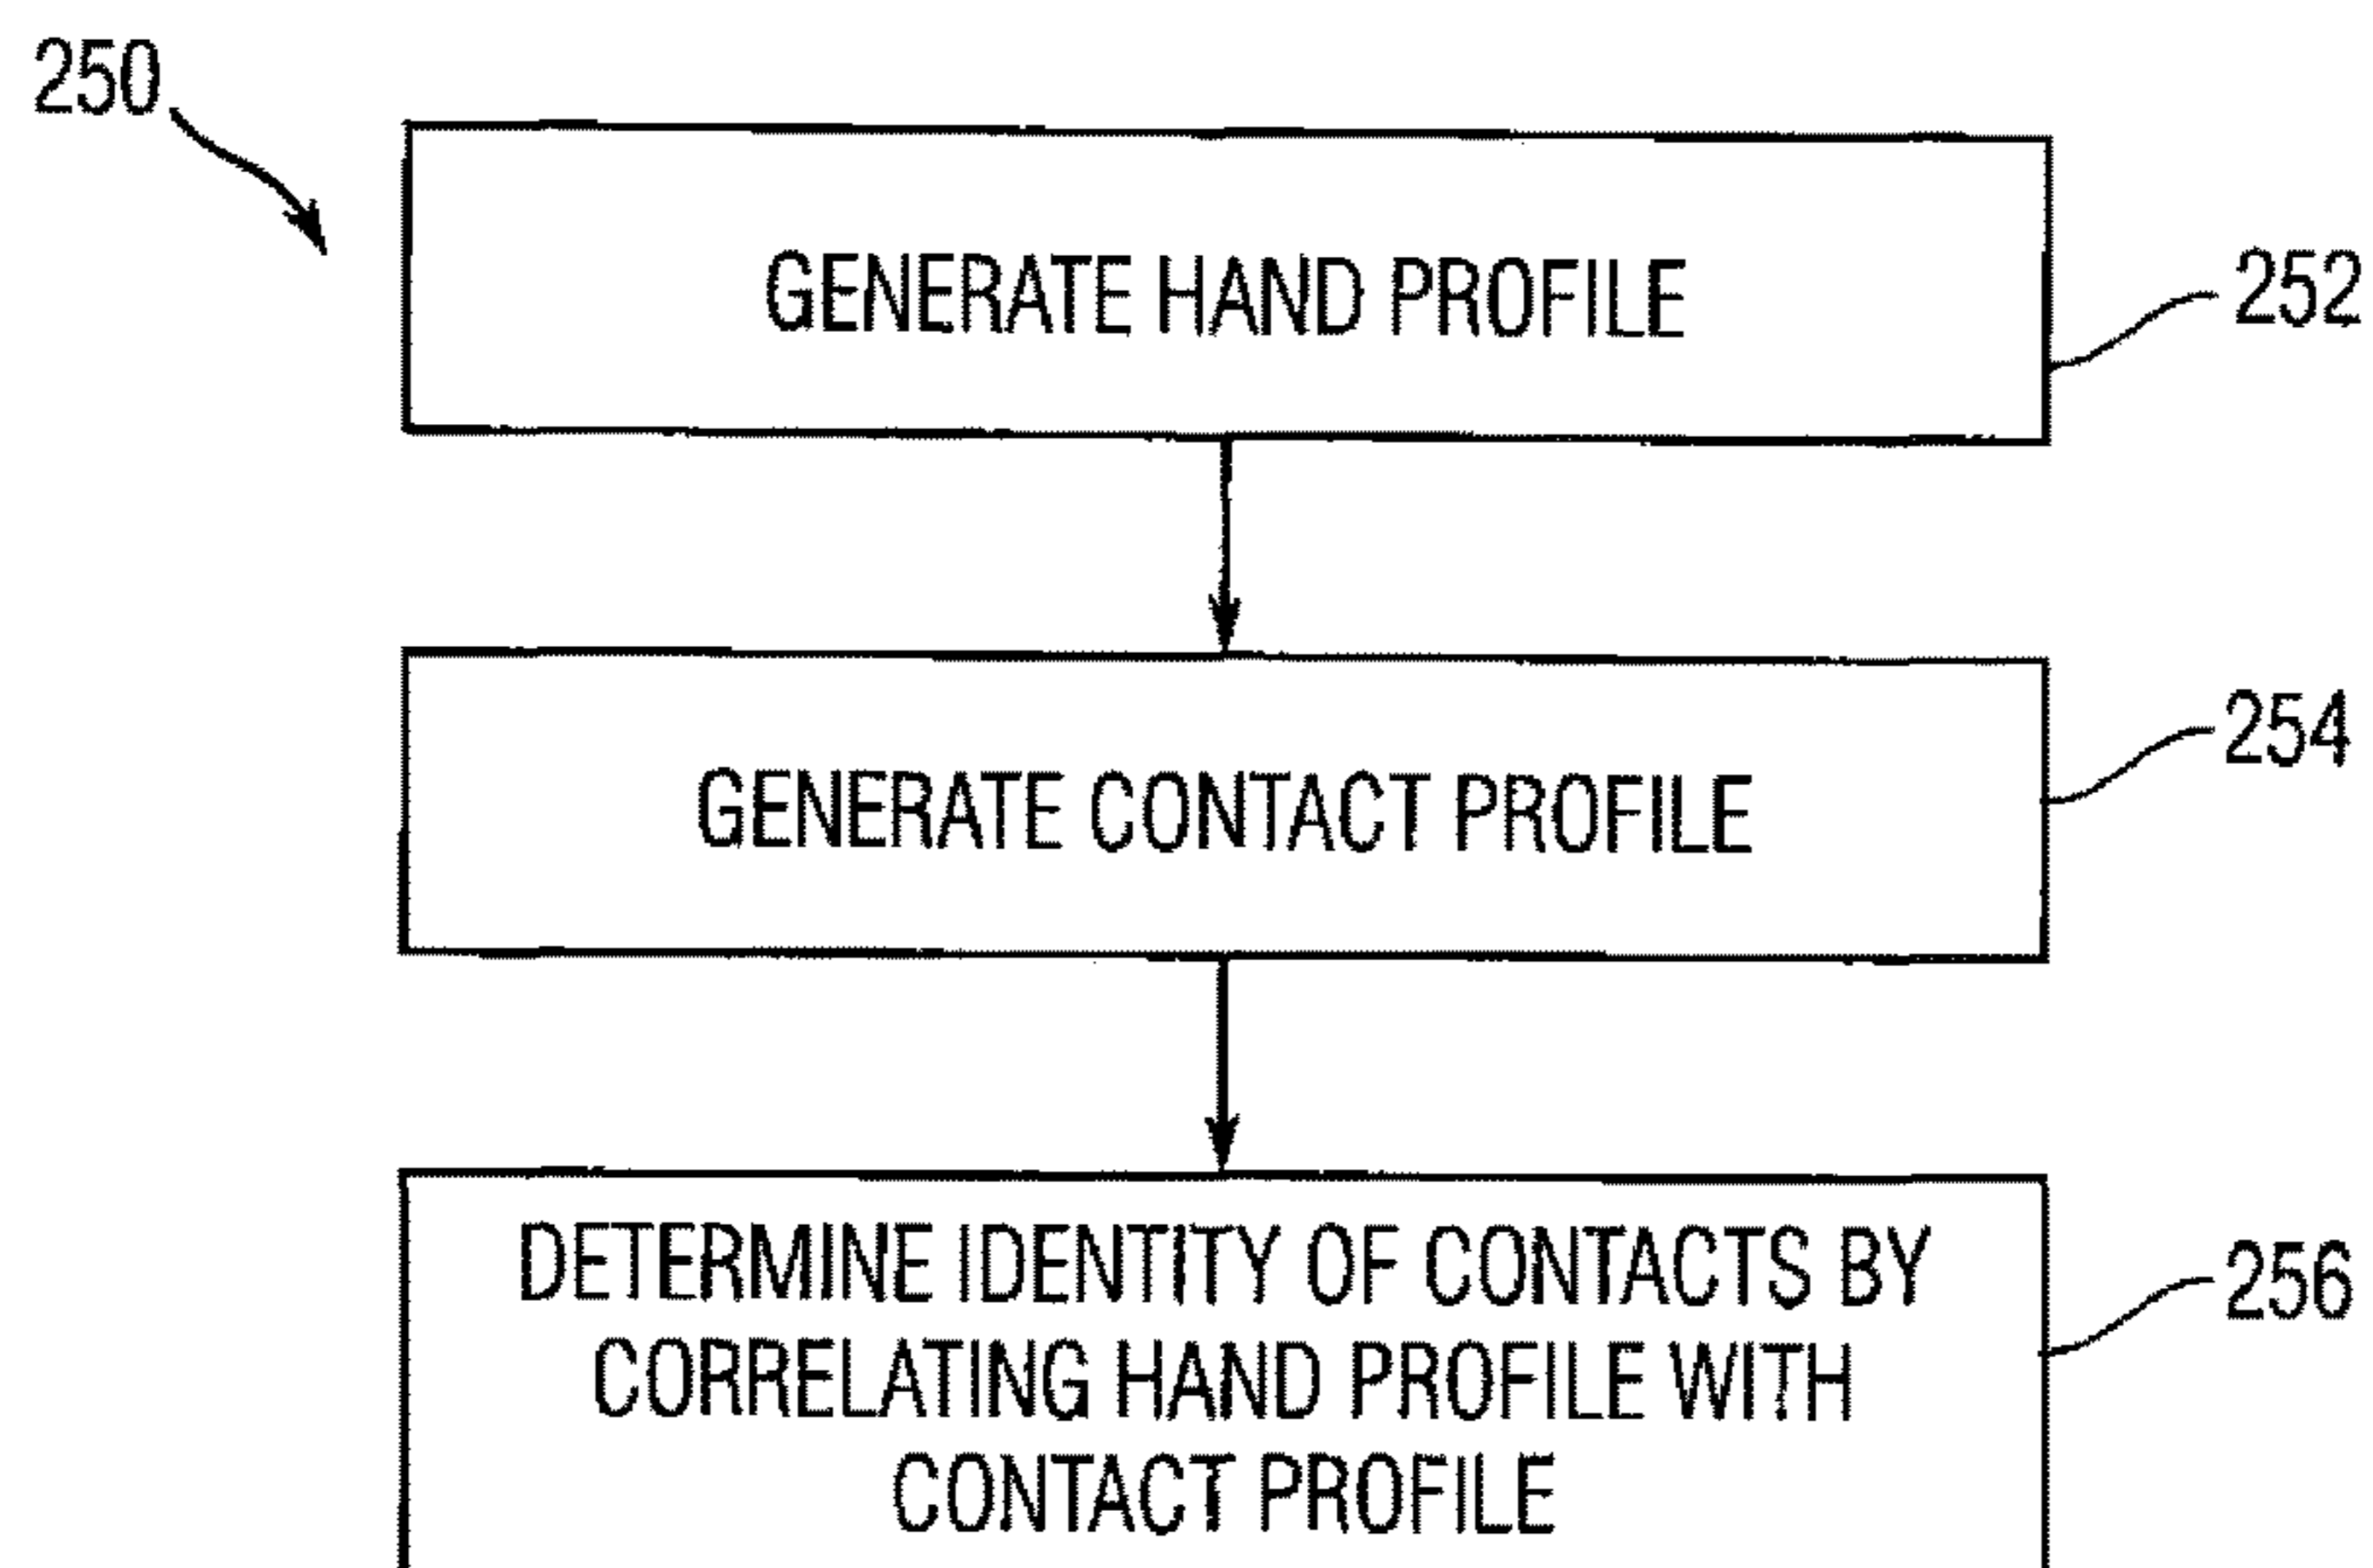 250
GENERATE HAND PROFILE
252
GENERATE CONTACT PROFILE
254
DETERMINE IDENTITY OF CONTACTS BY
CORRELATING HAND PROFILE WITH
CONTACT PROFILE
256